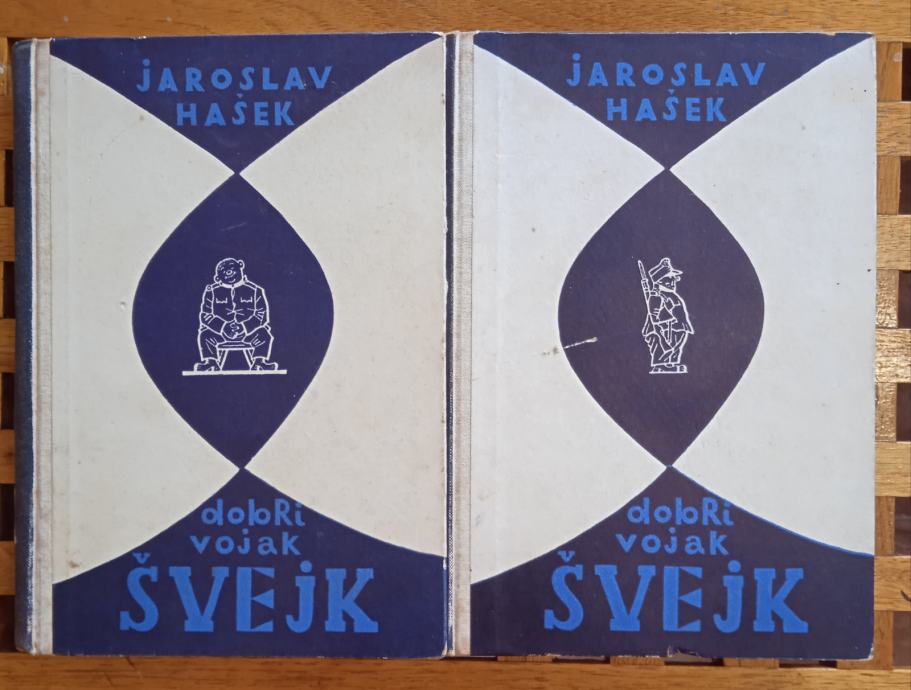 jAROSLAV
HAŠEK
dobRi
vojak
ŠVEjK
jAROSLAV
HAŠEK
dobRi
vojak
ŠVEjK